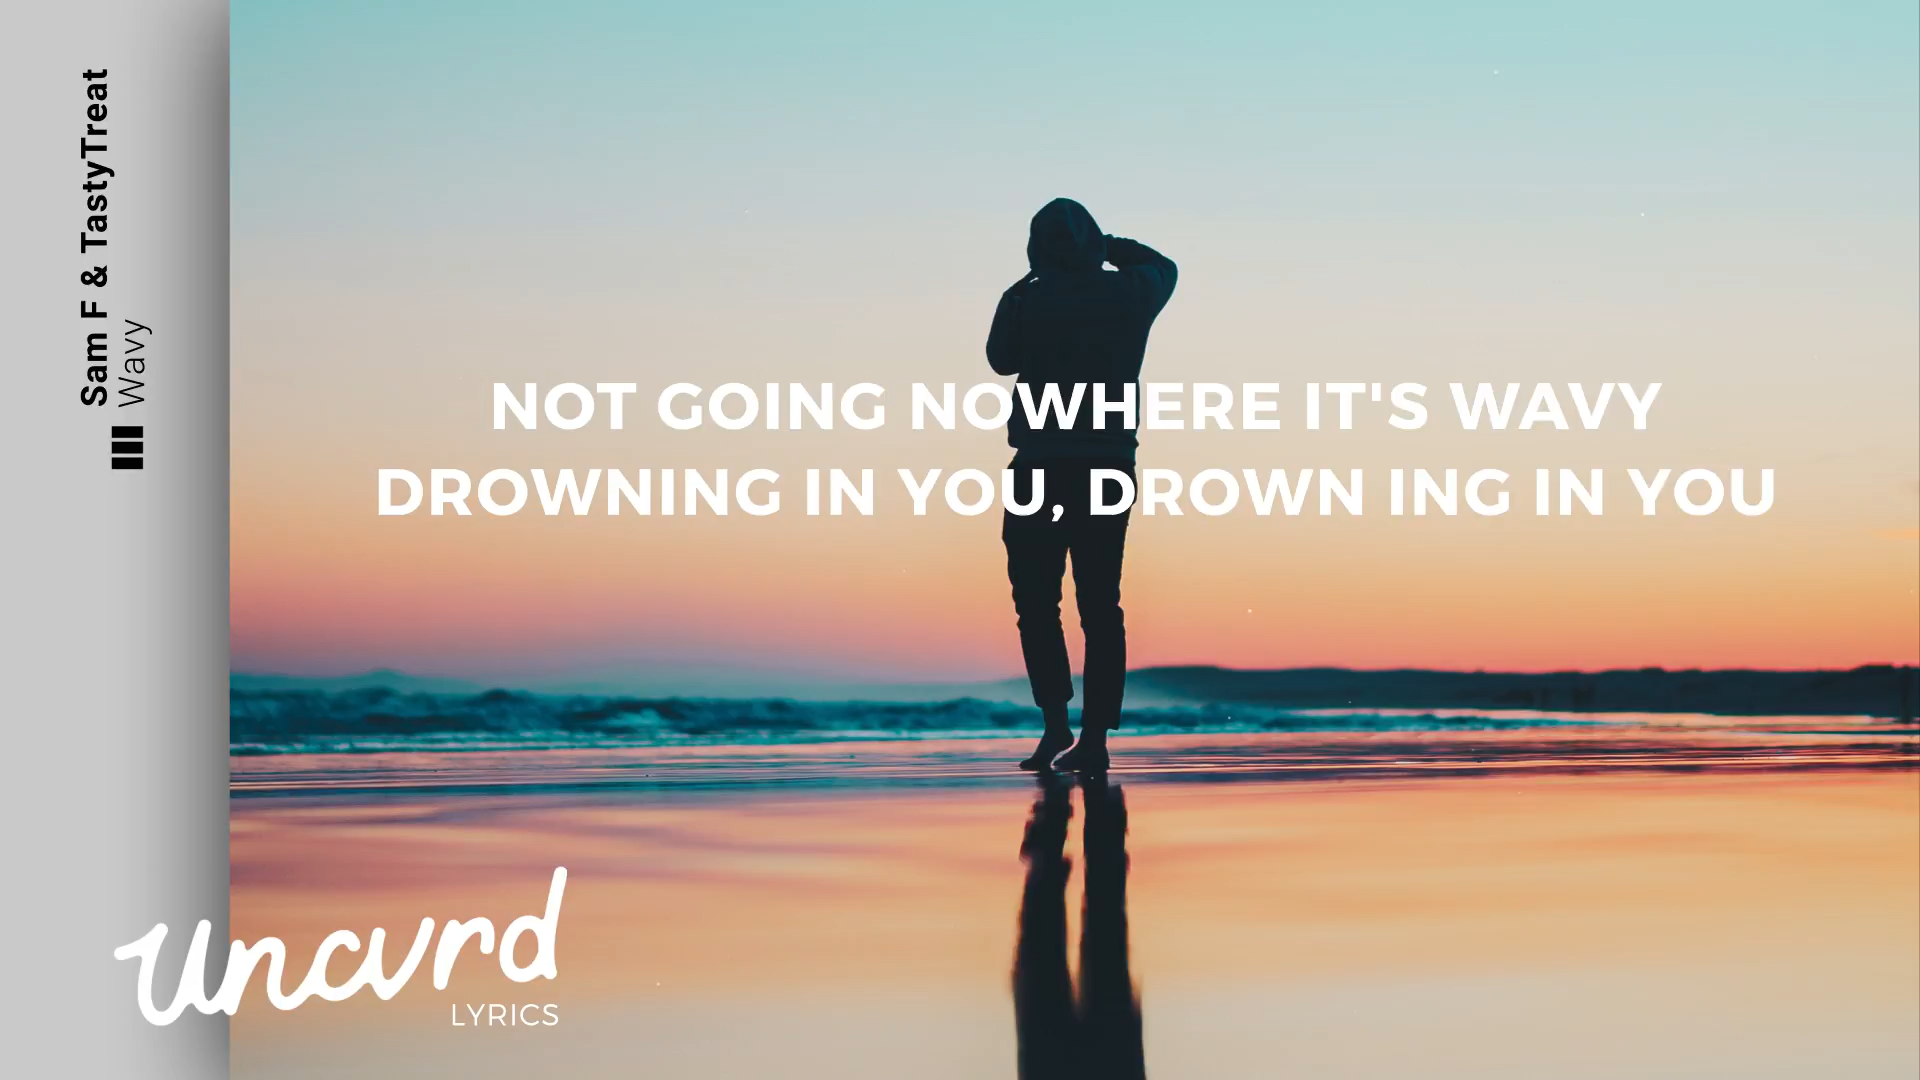 Sam F & TastyTreat
Wavy
NOT GOING NOWHERE IT'S WAVY
DROWNING IN YOU, DROWN ING IN YOU
Uncvrd
LYRICS